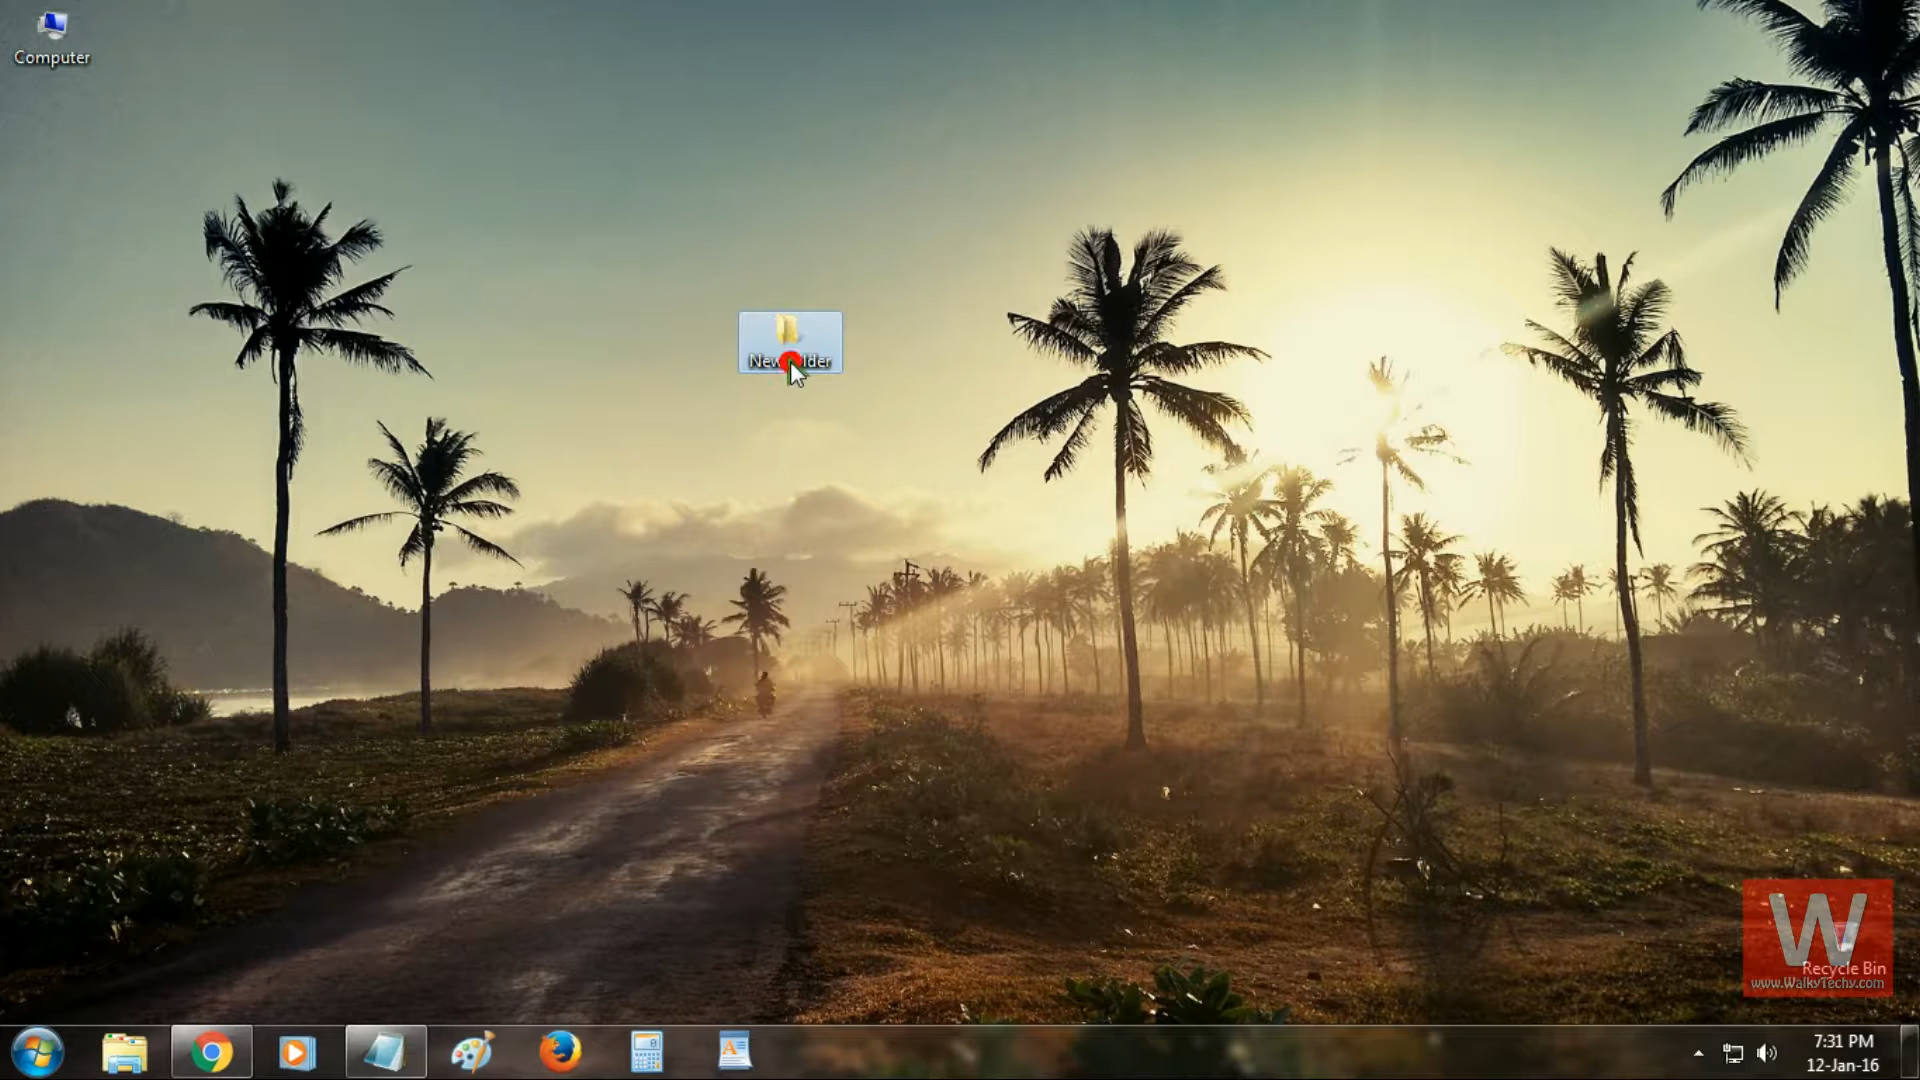 Computer
New Folder
W
Recycle Bin
www.WalkyTechy.com
7:31 PM
12-Jan-16